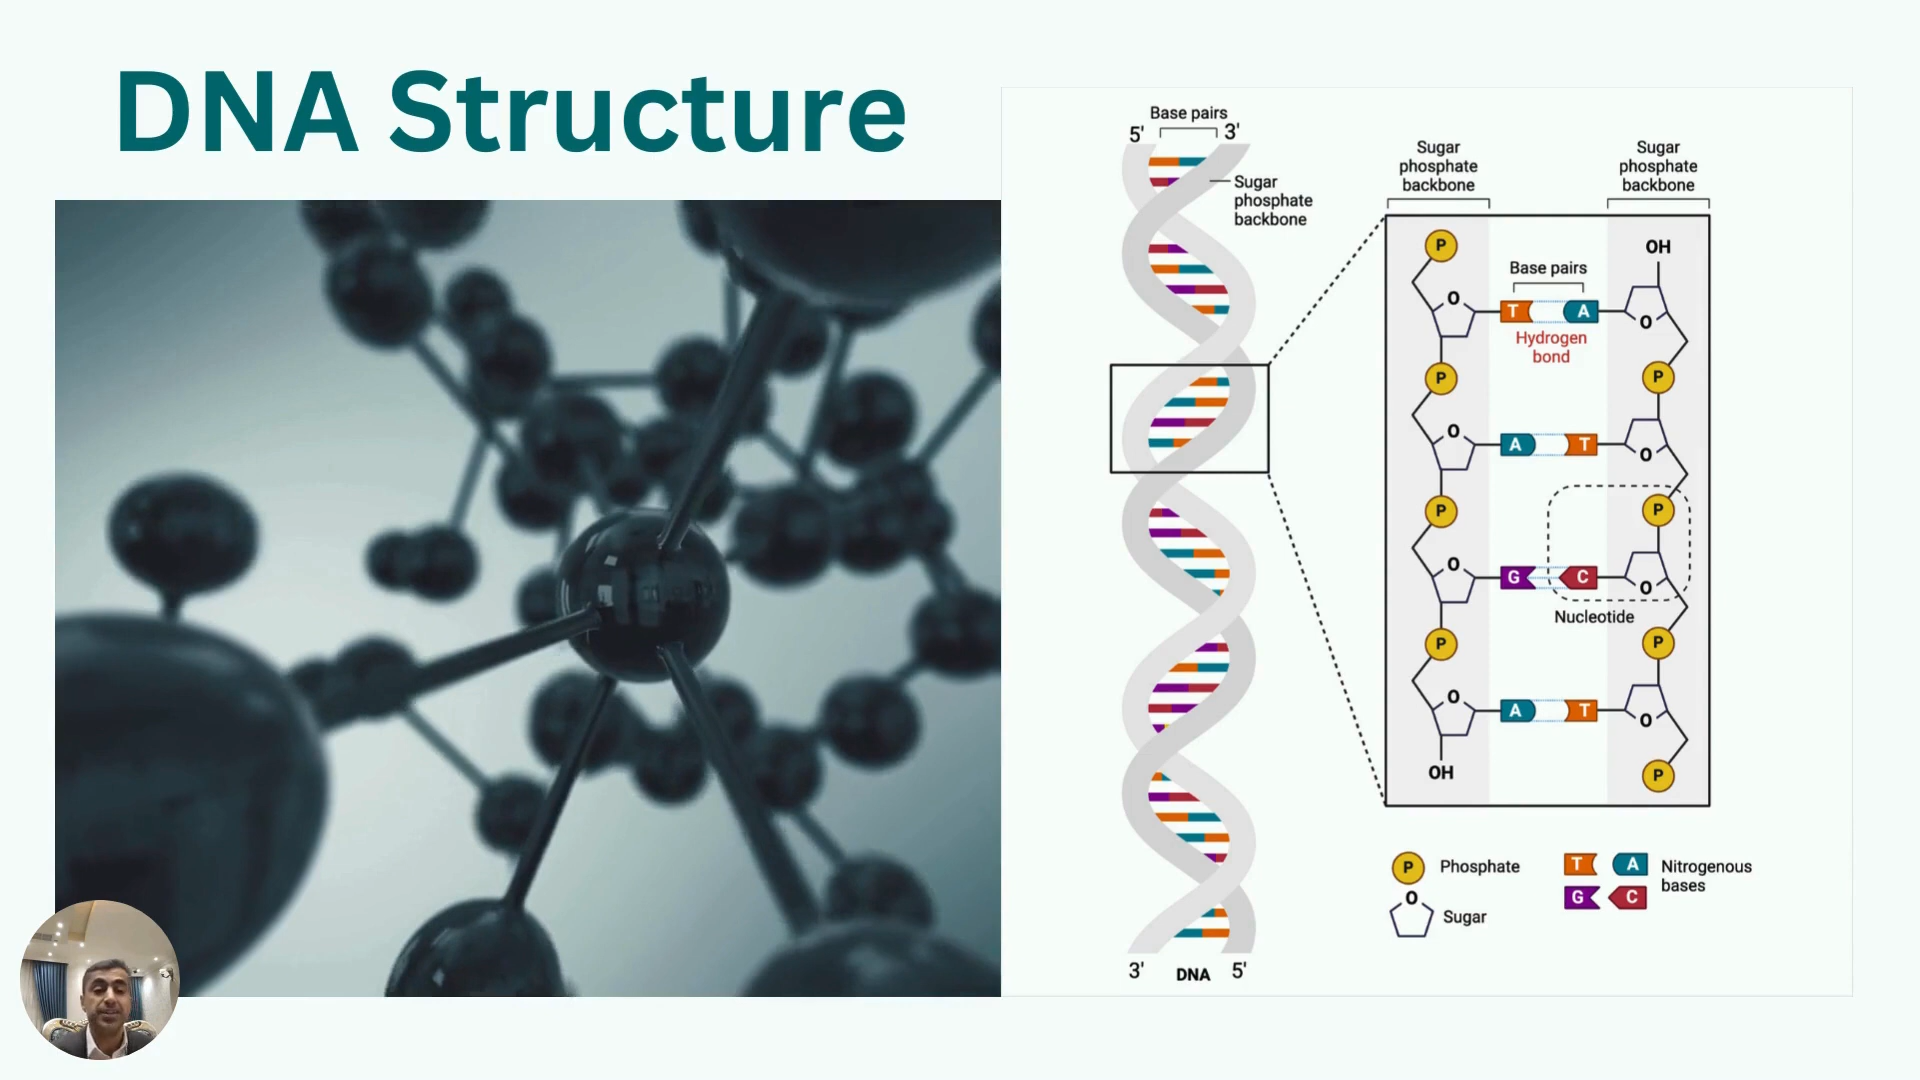 DNA Structure
Base pairs
5' 3'
Sugar
phosphate
backbone
Sugar
phosphate
backbone
Sugar
phosphate
backbone
P
OH
Base pairs
O T A O
Hydrogen
bond
P P
O A T O
P P
O G C O
Nucleotide
P P
O A T O
OH P
3' DNA 5'
P Phosphate
O Sugar
T A
G C
Nitrogenous
bases